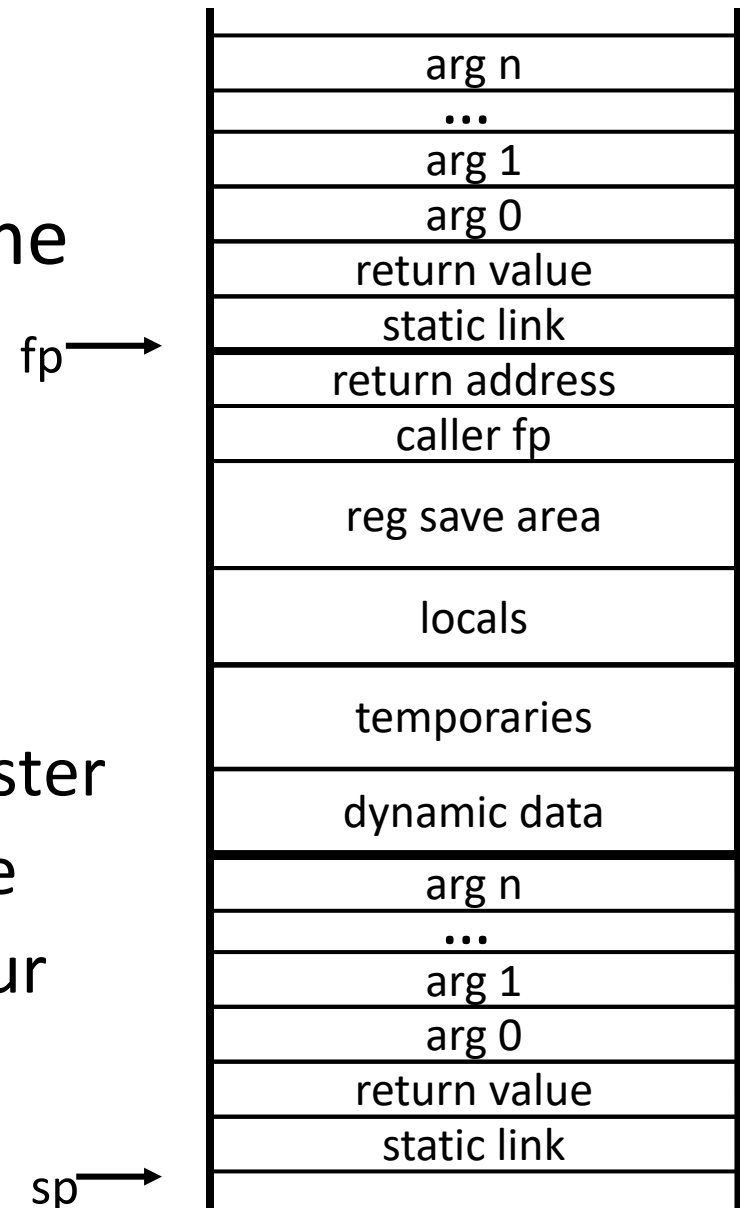 arg n
...
arg 1
arg 0
ne
return value
static link
fp
return address
caller fp
reg save area
locals
temporaries
ster
dynamic data
e
arg n
ur
...
arg 1
arg 0
return value
static link
sp